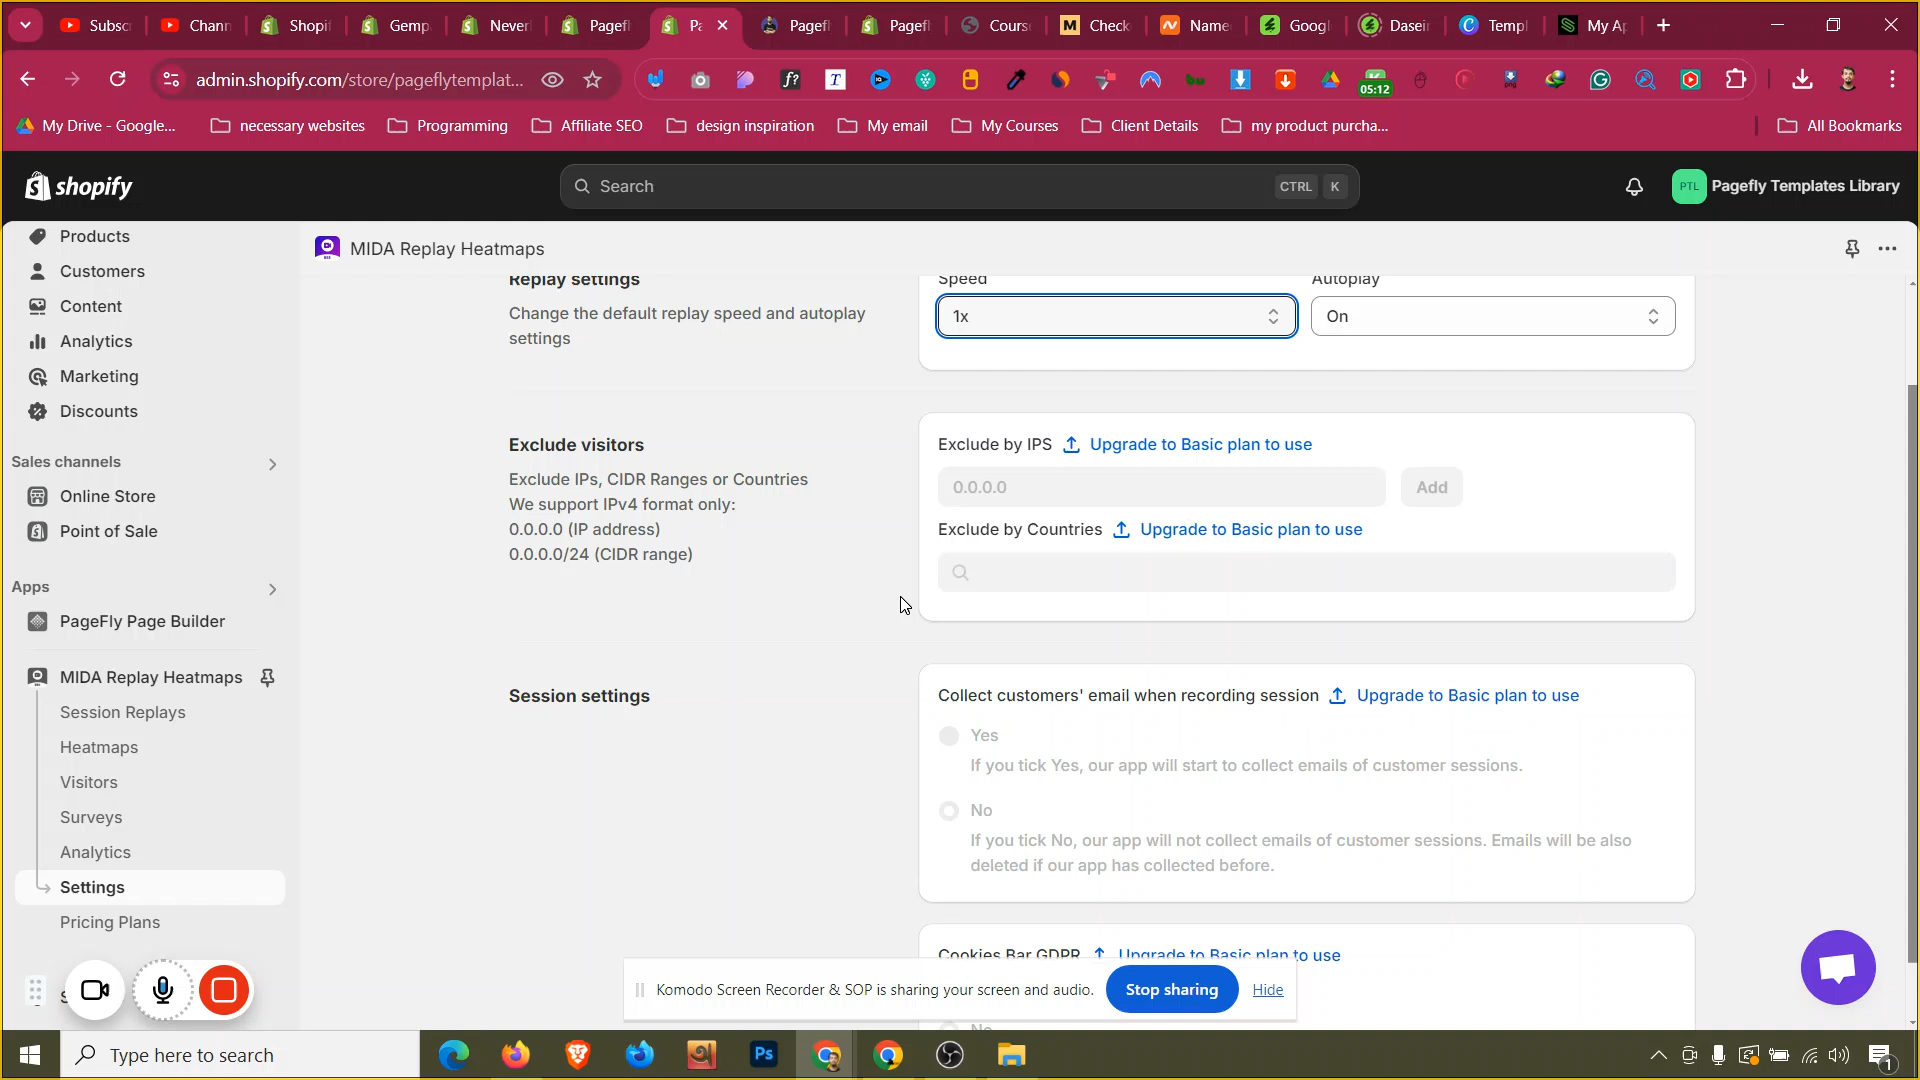 Subsc
Chann
Shopif
Gemp
Never
Pagefl
Pa
Pagefl
Pagefl
Cours
Check
Name
Googl
Dasein
Templ
My Ap
admin.shopify.com/store/pageflytemplat...
05:12
My Drive - Google...
necessary websites
Programming
Affiliate SEO
design inspiration
My email
My Courses
Client Details
my product purcha...
All Bookmarks
shopify
Search
CTRL K
PTL
Pagefly Templates Library
Products
Customers
Content
Analytics
Marketing
Discounts
Sales channels
Online Store
Point of Sale
Apps
PageFly Page Builder
MIDA Replay Heatmaps
Session Replays
Heatmaps
Visitors
Surveys
Analytics
Settings
Pricing Plans
MIDA Replay Heatmaps
Replay settings
Change the default replay speed and autoplay
settings
Speed
1x
Autoplay
On
Exclude visitors
Exclude IPs, CIDR Ranges or Countries
We support IPv4 format only:
0.0.0.0 (IP address)
0.0.0.0/24 (CIDR range)
Exclude by IPS Upgrade to Basic plan to use
0.0.0.0
Add
Exclude by Countries Upgrade to Basic plan to use
Session settings
Collect customers' email when recording session Upgrade to Basic plan to use
Yes
If you tick Yes, our app will start to collect emails of customer sessions.
No
If you tick No, our app will not collect emails of customer sessions. Emails will be also
deleted if our app has collected before.
Cookies Bar GDPR Upgrade to Basic plan to use
No
Komodo Screen Recorder & SOP is sharing your screen and audio.
Stop sharing
Hide
Type here to search
Ps
1